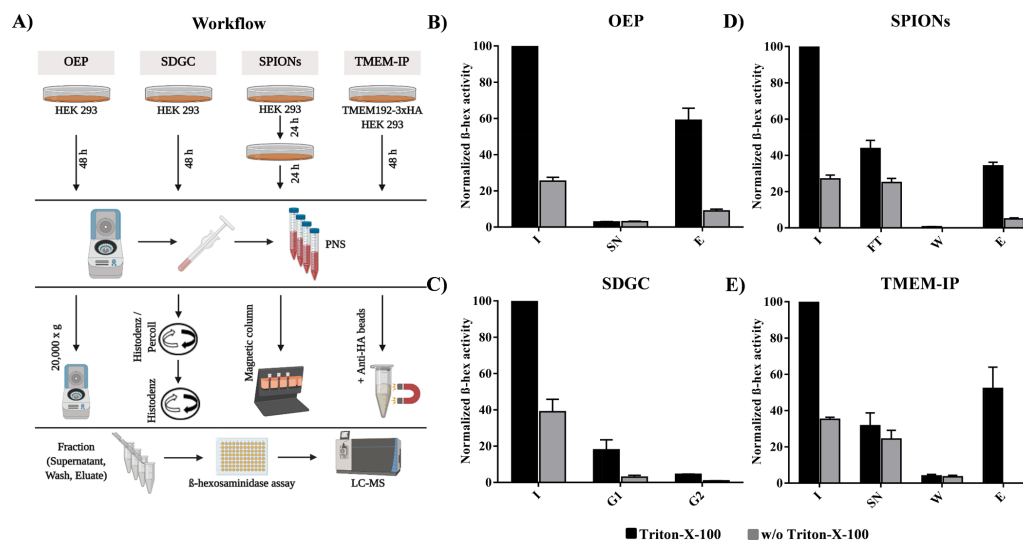 A)
Workflow
OEP
SDGC
SPIONs
TMEM-IP
HEK 293
HEK 293
HEK 293
TMEM192-3xHA
HEK 293
48 h
48 h
24 h
24 h
48 h
PNS
20,000 x g
Histodenz /
Percoll
Histodenz
Magnetic column
+ Anti-HA beads
Fraction
(Supernatant,
Wash, Eluate)
ß-hexosaminidase assay
LC-MS
B)
OEP
Normalized ß-hex activity
100
80
60
40
20
0
I
SN
E
D)
SPIONs
Normalized ß-hex activity
100
80
60
40
20
0
I
FT
W
E
C)
SDGC
Normalized ß-hex activity
100
80
60
40
20
0
I
G1
G2
E)
TMEM-IP
Normalized ß-hex activity
100
80
60
40
20
0
I
SN
W
E
Triton-X-100
w/o Triton-X-100